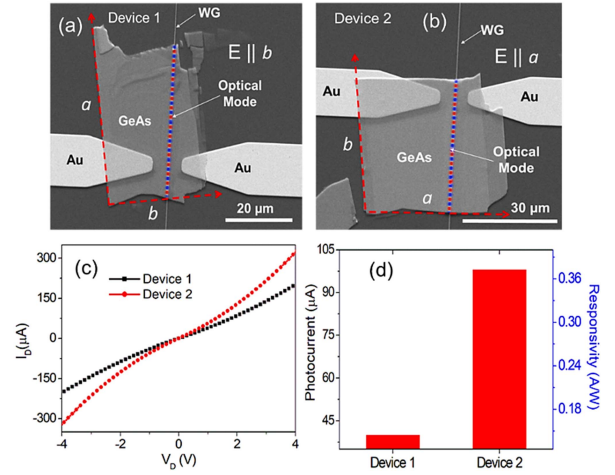 (a)
Device 1
WG
E || b
a
Optical
Mode
GeAs
Au
Au
b
20 µm
Device 2
(b)
WG
E || a
Au
Au
b
GeAs
Optical
Mode
a
30 µm
(c)
300
150
0
-150
-300
I_D(µA)
Device 1
Device 2
-4
-2
0
2
4
V_D (V)
(d)
105
90
75
60
45
Photocurrent (µA)
0.36
0.30
0.24
0.18
Responsivity (A/W)
Device 1
Device 2